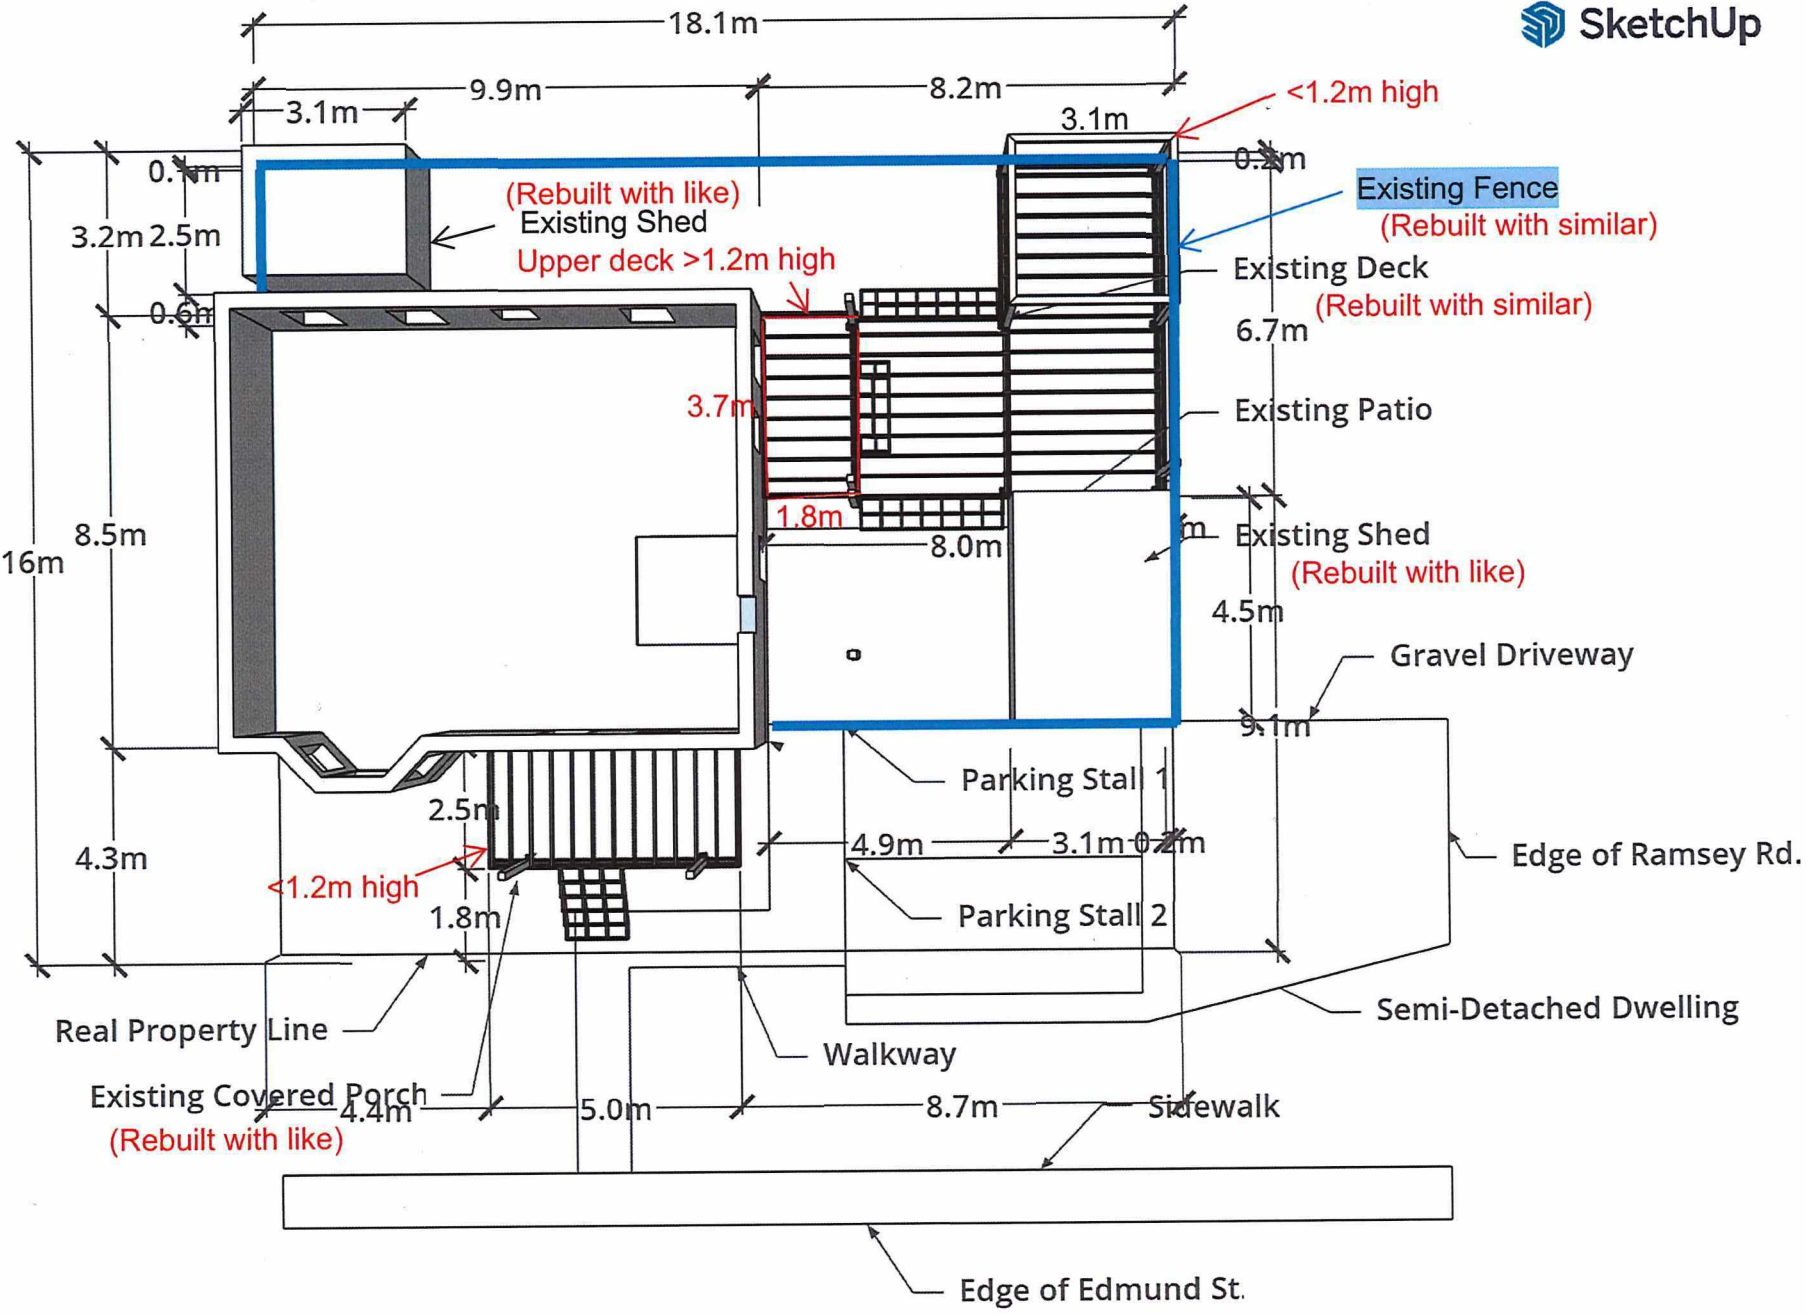 SketchUp
18.1m
9.9m
8.2m
<1.2m high
3.1m
3.1m
0.2m
Existing Fence
(Rebuilt with similar)
(Rebuilt with like)
Existing Shed
3.2m
2.5m
Upper deck >1.2m high
Existing Deck
(Rebuilt with similar)
0.6m
6.7m
3.7m
Existing Patio
1.8m
8.5m
16m
8.0m
Existing Shed
(Rebuilt with like)
4.5m
Gravel Driveway
9.1m
Parking Stall 1
2.5m
4.3m
4.9m
3.1m
0.2m
Edge of Ramsey Rd.
<1.2m high
1.8m
Parking Stall 2
Semi-Detached Dwelling
Real Property Line
Walkway
Existing Covered Porch
(Rebuilt with like)
4.4m
5.0m
8.7m
Sidewalk
Edge of Edmund St.